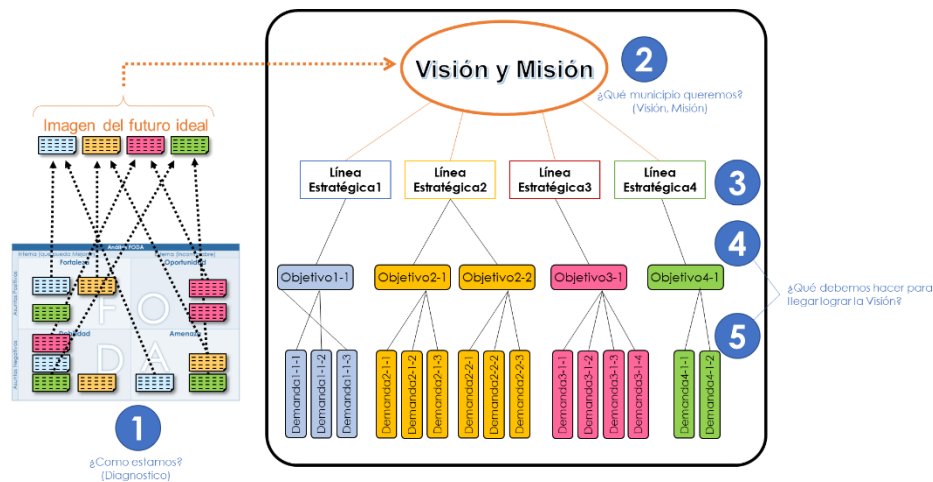 Visión y Misión
2
¿Qué municipio queremos?
(Visión, Misión)
Imagen del futuro ideal
Línea
Estratégica1
Línea
Estratégica2
Línea
Estratégica3
Línea
Estratégica4
3
4
Análisis FODA
Fortaleza
Oportunidad
Asuntos Positivos
F O
Objetivo1-1
Objetivo2-1
Objetivo2-2
Objetivo3-1
Objetivo4-1
¿Qué debemos hacer para
llegar lograr la Visión?
5
Debilidad
Amenaza
Asuntos Negativos
D A
Demanda1-1-1
Demanda1-1-2
Demanda1-1-3
Demanda2-1-1
Demanda2-1-2
Demanda2-1-3
Demanda2-2-1
Demanda2-2-2
Demanda2-2-3
Demanda3-1-1
Demanda3-1-2
Demanda3-1-3
Demanda3-1-4
Demanda4-1-1
Demanda4-1-2
1
¿Como estamos?
(Diagnostico)